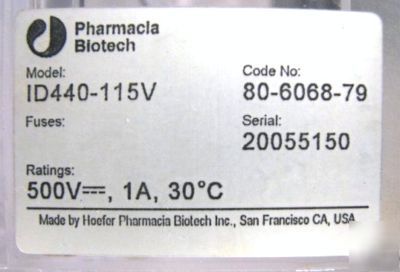 Pharmacia
Biotech
Model:
ID440-115V
Code No:
80-6068-79
Fuses:
Serial:
20055150
Ratings:
500V⎓, 1A, 30°C
Made by Hoefer Pharmacia Biotech Inc., San Francisco CA, USA